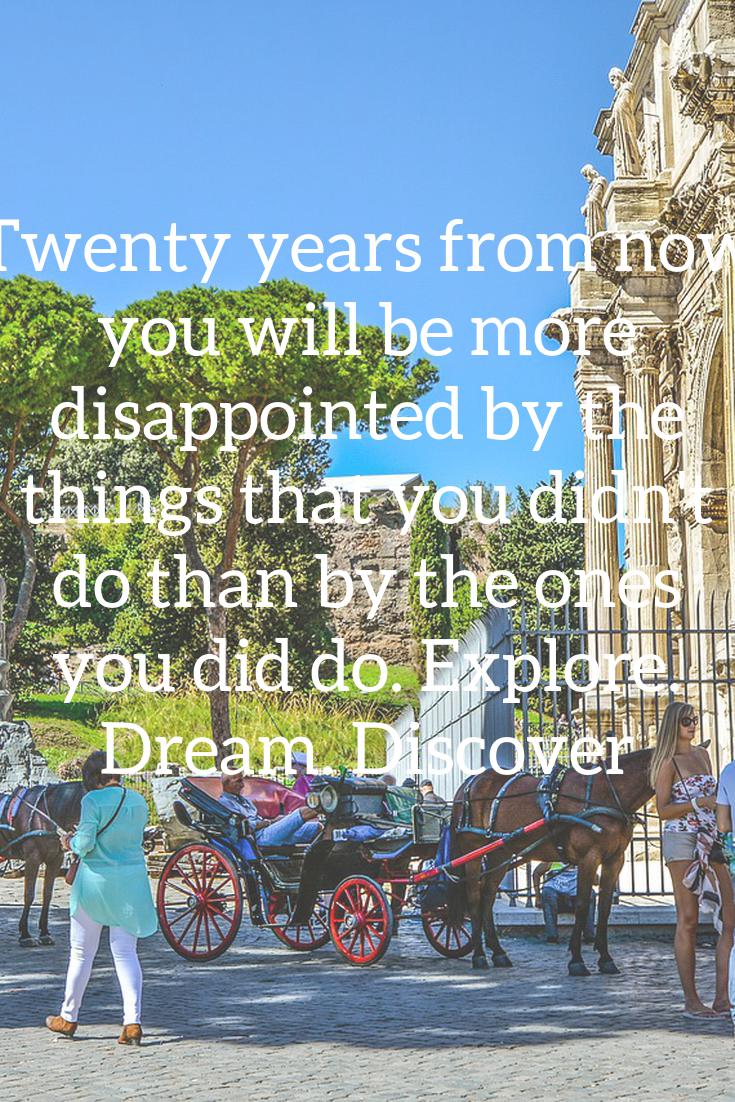 Twenty years from now
you will be more
disappointed by the
things that you didn't
do than by the ones
you did do. Explore.
Dream. Discover